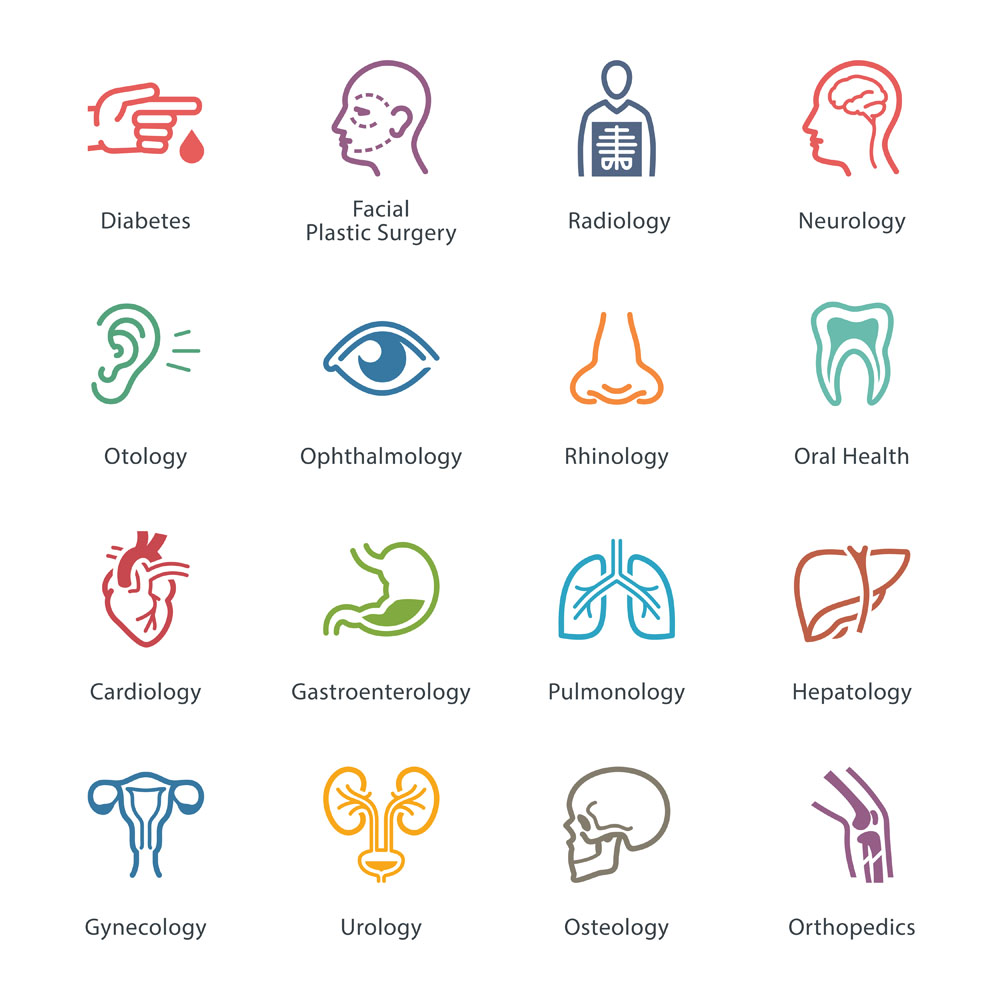 Diabetes
Facial
Plastic Surgery
Radiology
Neurology
Otology
Ophthalmology
Rhinology
Oral Health
Cardiology
Gastroenterology
Pulmonology
Hepatology
Gynecology
Urology
Osteology
Orthopedics